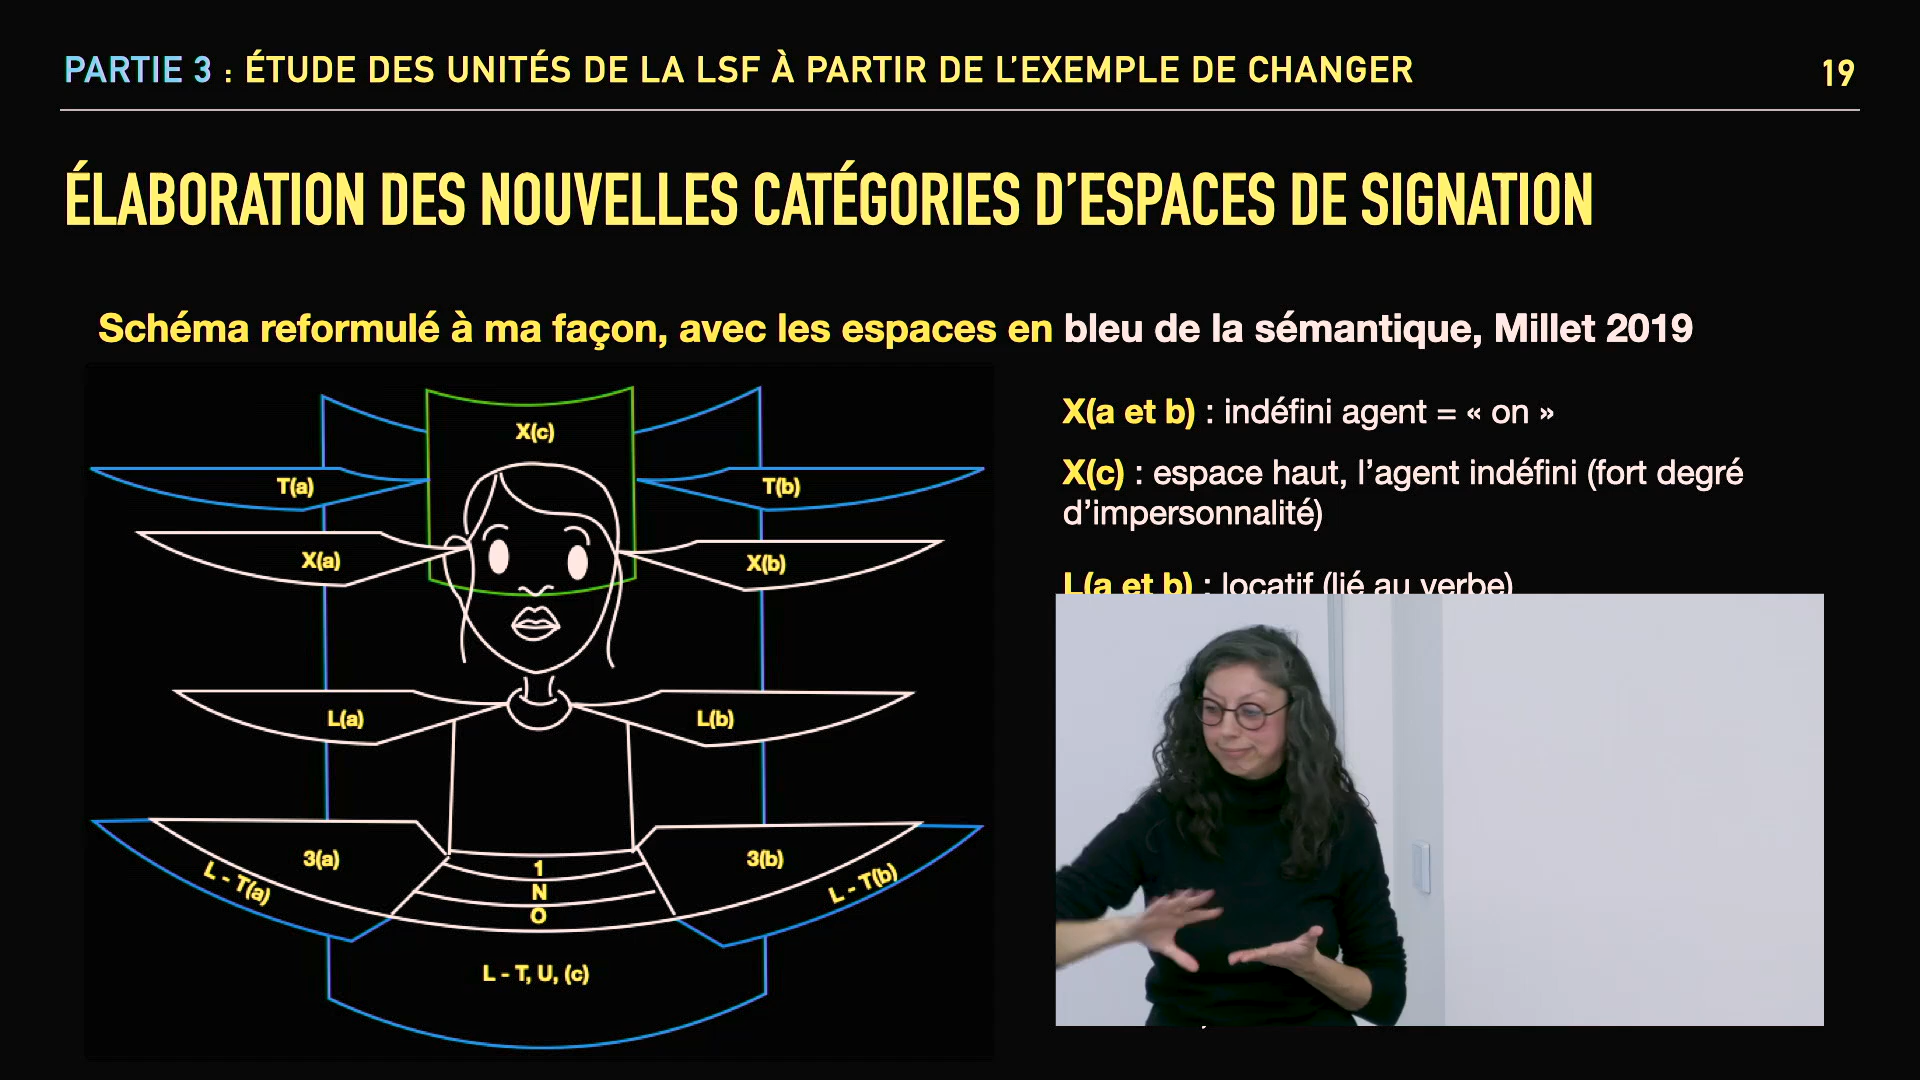 PARTIE 3 : ÉTUDE DES UNITÉS DE LA LSF À PARTIR DE L'EXEMPLE DE CHANGER
19
ÉLABORATION DES NOUVELLES CATÉGORIES D'ESPACES DE SIGNATION
Schéma reformulé à ma façon, avec les espaces en bleu de la sémantique, Millet 2019
X(c)
T(a)
T(b)
X(a)
X(b)
L(a)
L(b)
3(a)
3(b)
L - T(a)
L - T(b)
1
N
O
L - T, U, (c)
X(a et b) : indéfini agent = « on »
X(c) : espace haut, l'agent indéfini (fort degré
d'impersonnalité)
L(a et b) : locatif (lié au verbe)